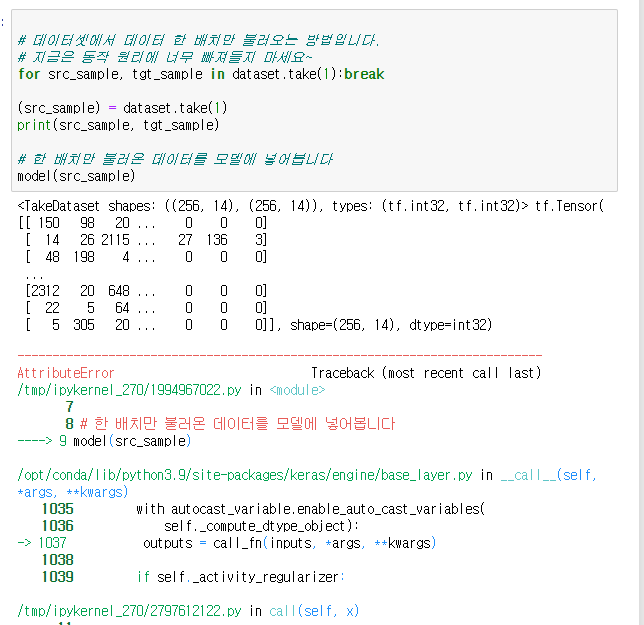 :
# 데이터셋에서 데이터 한 배치만 불러오는 방법입니다.
# 지금은 동작 원리에 너무 빠져들지 마세요~
for src_sample, tgt_sample in dataset.take(1):break
(src_sample) = dataset.take(1)
print(src_sample, tgt_sample)
# 한 배치만 불러온 데이터를 모델에 넣어봅니다
model(src_sample)
<TakeDataset shapes: ((256, 14), (256, 14)), types: (tf.int32, tf.int32)> tf.Tensor(
[[ 150 98 20 ... 0 0 0]
[ 14 26 2115 ... 27 136 3]
[ 48 198 4 ... 0 0 0]
...
[2312 20 648 ... 0 0 0]
[ 22 5 64 ... 0 0 0]
[ 5 305 20 ... 0 0 0]], shape=(256, 14), dtype=int32)
---------------------------------------------------------------------------
AttributeError Traceback (most recent call last)
/tmp/ipykernel_270/1994967022.py in <module>
7
8 # 한 배치만 불러온 데이터를 모델에 넣어봅니다
----> 9 model(src_sample)
/opt/conda/lib/python3.9/site-packages/keras/engine/base_layer.py in __call__(self,
*args, **kwargs)
1035 with autocast_variable.enable_auto_cast_variables(
1036 self._compute_dtype_object):
-> 1037 outputs = call_fn(inputs, *args, **kwargs)
1038
1039 if self._activity_regularizer:
/tmp/ipykernel_270/2797612122.py in call(self, x)